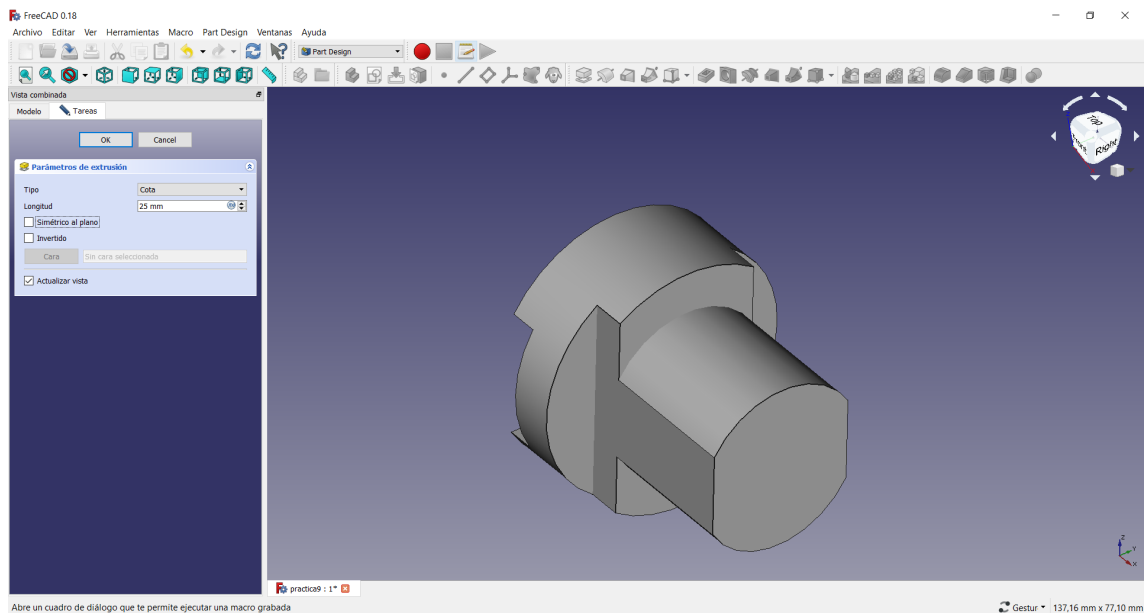 FreeCAD 0.18
Archivo Editar Ver Herramientas Macro Part Design Ventanas Ayuda
Part Design
Vista combinada
Modelo Tareas
OK Cancel
Parámetros de extrusión
Tipo Cota
Longitud 25 mm
Simétrico al plano
Invertido
Cara Sin cara seleccionada
Actualizar vista
TOP
Right
Z
Y
X
practica9 : 1*
Abre un cuadro de diálogo que te permite ejecutar una macro grabada
Gestur 137,16 mm x 77,10 mm